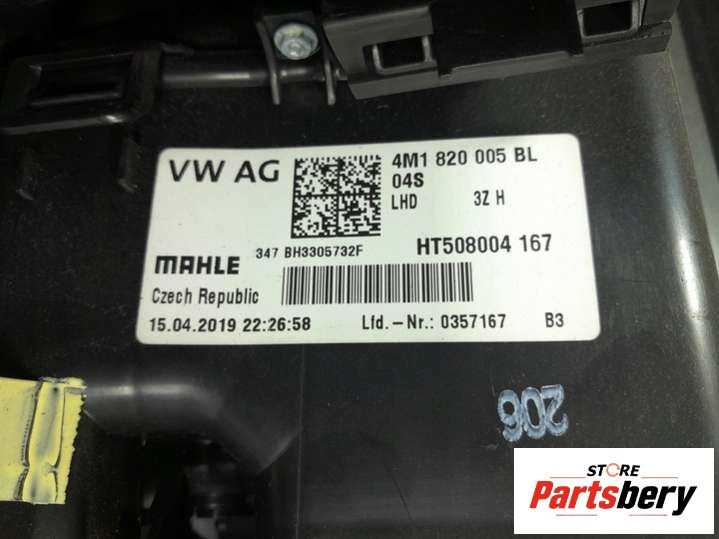 VW AG
4M1 820 005 BL
04S
LHD 3Z H
347 BH3305732F
HT508004 167
MAHLE
Czech Republic
15.04.2019 22:26:58 Lfd.-Nr.: 0357167 B3
206
STORE
Partsbery